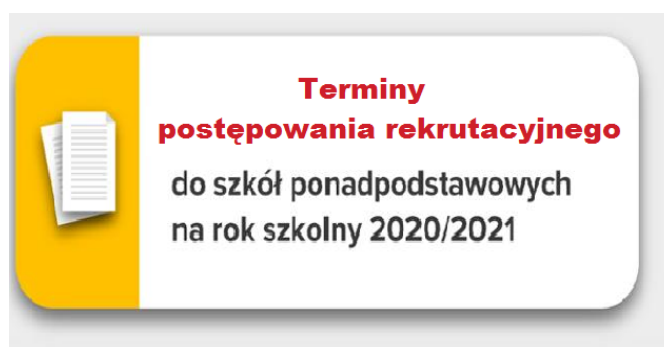 Terminy
postępowania rekrutacyjnego
do szkół ponadpodstawowych
na rok szkolny 2020/2021